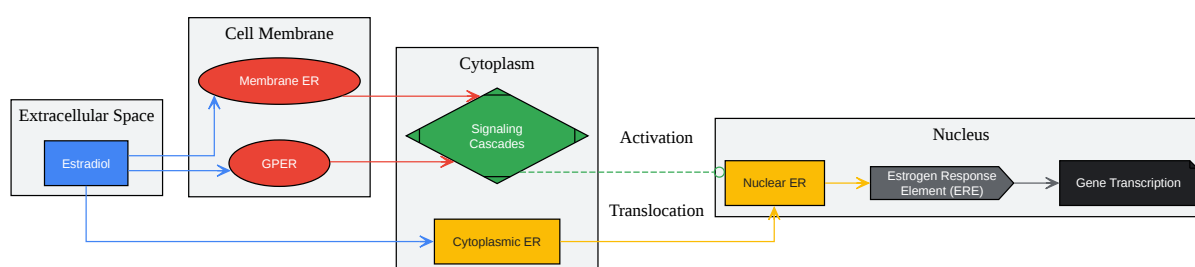 Extracellular Space
Estradiol
Cell Membrane
Membrane ER
GPER
Cytoplasm
Signaling
Cascades
Cytoplasmic ER
Activation
Translocation
Nucleus
Nuclear ER
Estrogen Response
Element (ERE)
Gene Transcription